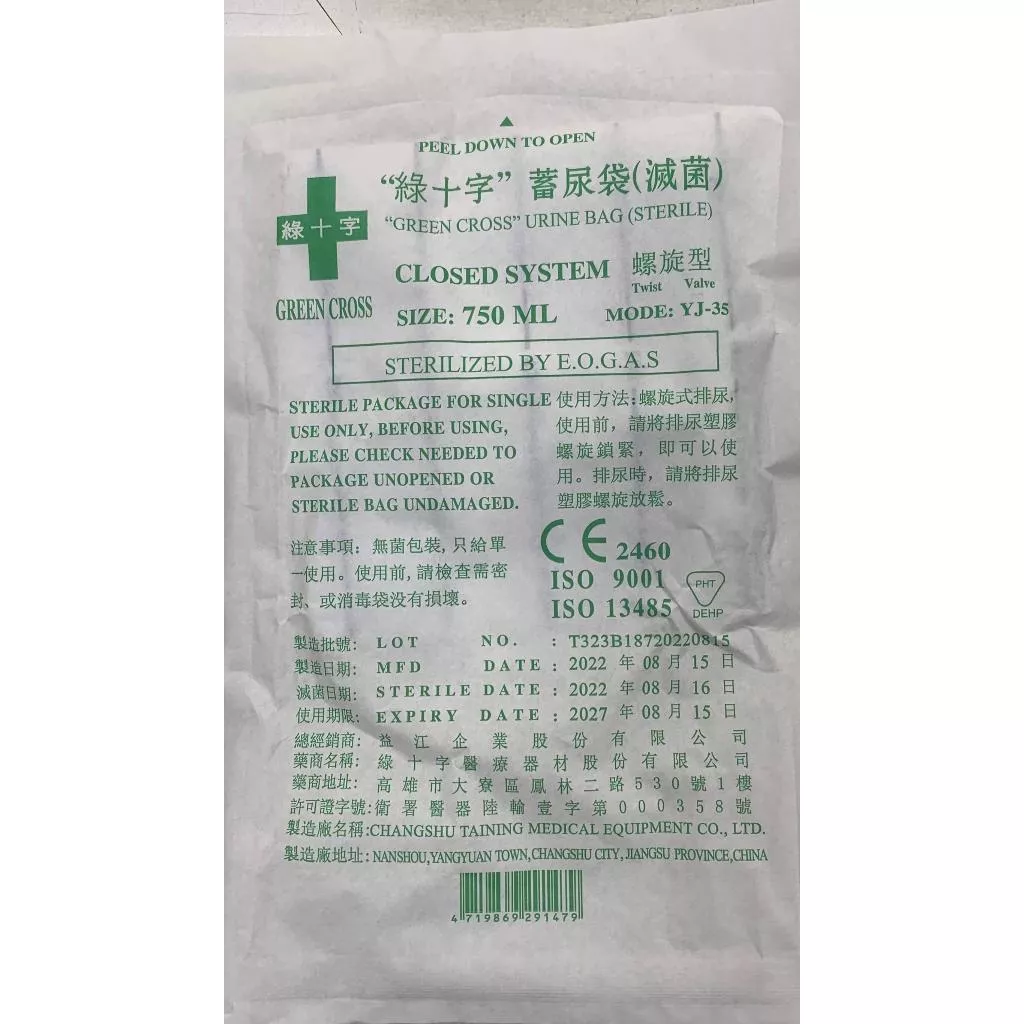 PEEL DOWN TO OPEN
“綠十字” 蓄尿袋(滅菌)
“GREEN CROSS” URINE BAG (STERILE)
綠十字
GREEN CROSS
CLOSED SYSTEM 螺旋型
Twist Valve
SIZE: 750 ML MODE: YJ-35
STERILIZED BY E.O.G.A.S
STERILE PACKAGE FOR SINGLE
USE ONLY, BEFORE USING,
PLEASE CHECK NEEDED TO
PACKAGE UNOPENED OR
STERILE BAG UNDAMAGED.
使用方法:螺旋式排尿,
使用前，請將排尿塑膠
螺旋鎖緊，即可以使
用。排尿時，請將排尿
塑膠螺旋放鬆。
注意事項：無菌包裝,只給單
一使用。使用前,請檢查需密
封、或消毒袋没有損壞。
CE 2460
ISO 9001
ISO 13485
PHT
DEHP
製造批號: LOT NO. : T323B18720220815
製造日期: MFD DATE : 2022 年 08 月 15 日
滅菌日期: STERILE DATE : 2022 年 08 月 16 日
使用期限: EXPIRY DATE : 2027 年 08 月 15 日
總經銷商: 益江企業股份有限公司
藥商名稱: 綠十字醫療器材股份有限公司
藥商地址: 高雄市大寮區鳳林二路530號1樓
許可證字號:衛署醫器陸輸壹字第000358號
製造廠名稱:CHANGSHU TAINING MEDICAL EQUIPMENT CO., LTD.
製造廠地址: NANSHOU,YANGYUAN TOWN,CHANGSHU CITY,JIANGSU PROVINCE,CHINA
4 719869 291479